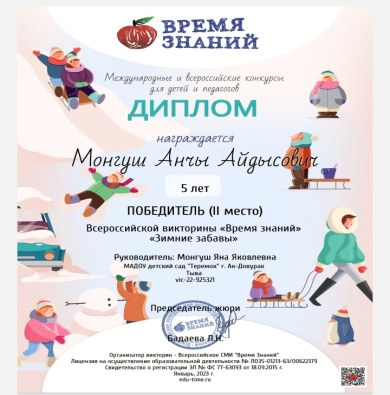 ВРЕМЯ
ЗНАНИЙ
Международные и всероссийские конкурсы
для детей и педагогов
ДИПЛОМ
награждается
Монгуш Анчы Айдысович
5 лет
ПОБЕДИТЕЛЬ (II место)
Всероссийской викторины «Время знаний»
«Зимние забавы»
Руководитель: Монгуш Яна Яковлевна
МАДОУ детский сад "Теремок" г. Ак-Довурак
Тыва
vic-22-925321
Председатель жюри
ВРЕМЯ
ЗНАНИЙ
Бадаева Л.Н.
Организатор викторин - Всероссийское СМИ "Время Знаний"
Лицензия на осуществление образовательной деятельности № Л035-01213-63/00622379
Свидетельство о регистрации ЭЛ № ФС 77-63093 от 18.09.2015 г.
Январь, 2023 г.
edu-time.ru